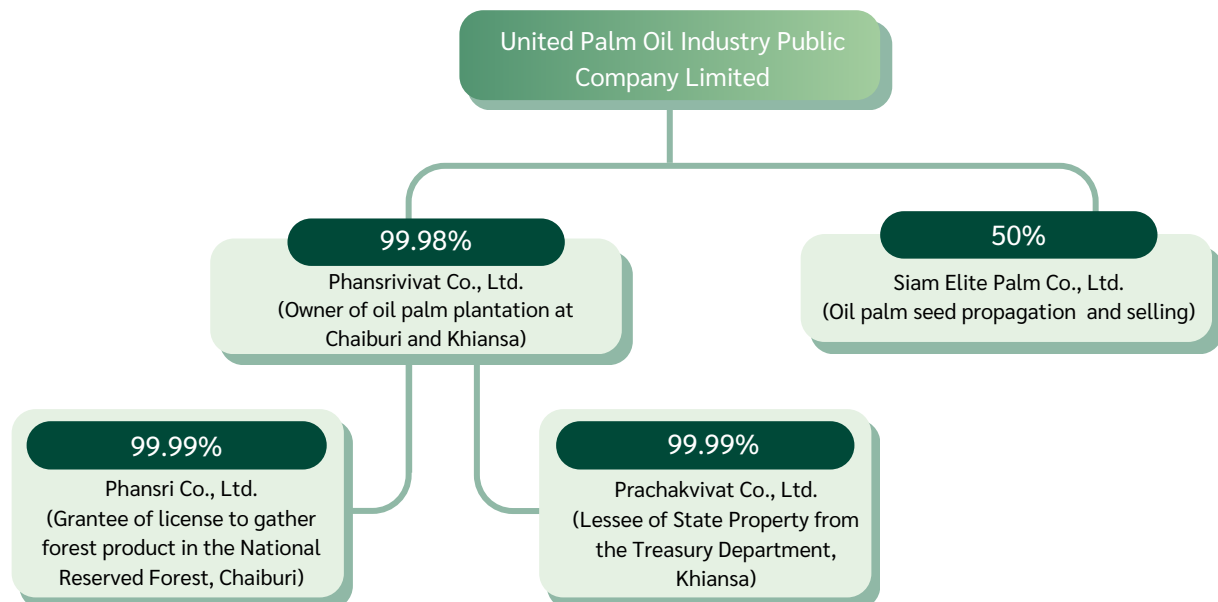 United Palm Oil Industry Public
Company Limited
99.98%
Phansrivivat Co., Ltd.
(Owner of oil palm plantation at
Chaiburi and Khiansa)
50%
Siam Elite Palm Co., Ltd.
(Oil palm seed propagation and selling)
99.99%
Phansri Co., Ltd.
(Grantee of license to gather
forest product in the National
Reserved Forest, Chaiburi)
99.99%
Prachakvivat Co., Ltd.
(Lessee of State Property from
the Treasury Department,
Khiansa)